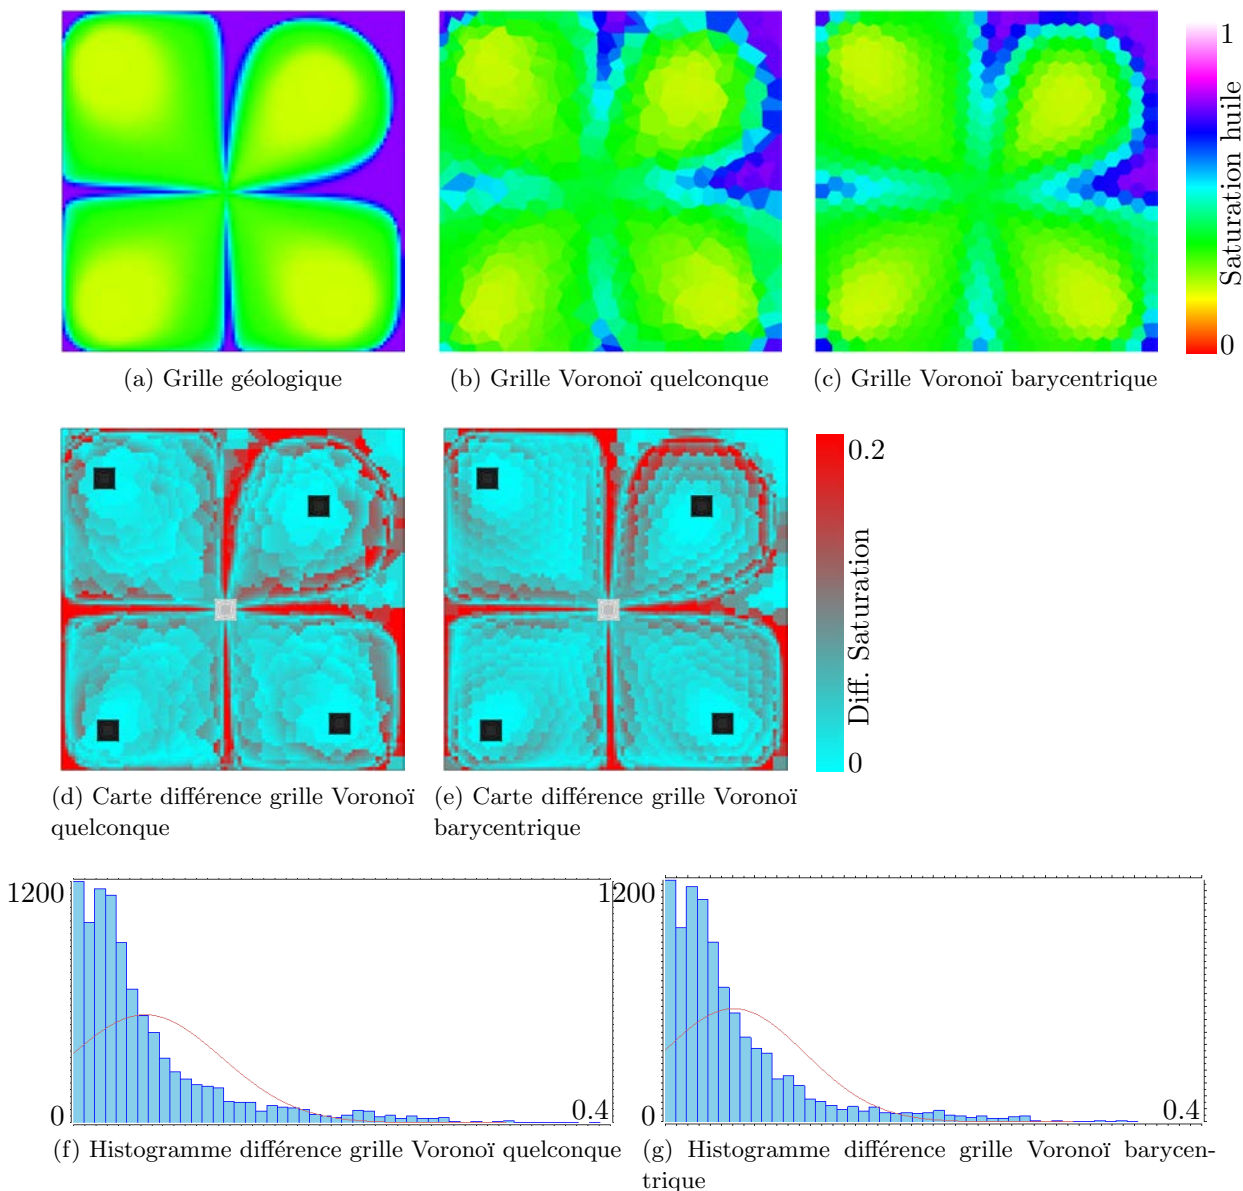 1
Saturation huile
0
(a) Grille géologique
(b) Grille Voronoï quelconque
(c) Grille Voronoï barycentrique
0.2
Diff. Saturation
0
(d) Carte différence grille Voronoï
quelconque
(e) Carte différence grille Voronoï
barycentrique
1200
0
0.4
(f) Histogramme différence grille Voronoï quelconque
1200
0
0.4
(g) Histogramme différence grille Voronoï barycen-
trique